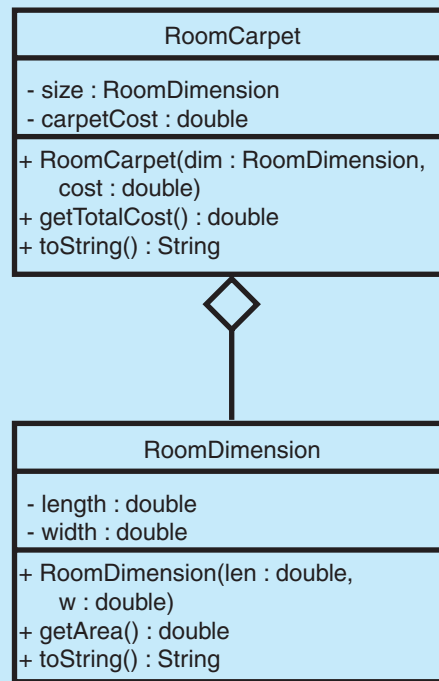 RoomCarpet
- size : RoomDimension
- carpetCost : double
+ RoomCarpet(dim : RoomDimension,
cost : double)
+ getTotalCost() : double
+ toString() : String
RoomDimension
- length : double
- width : double
+ RoomDimension(len : double,
w : double)
+ getArea() : double
+ toString() : String